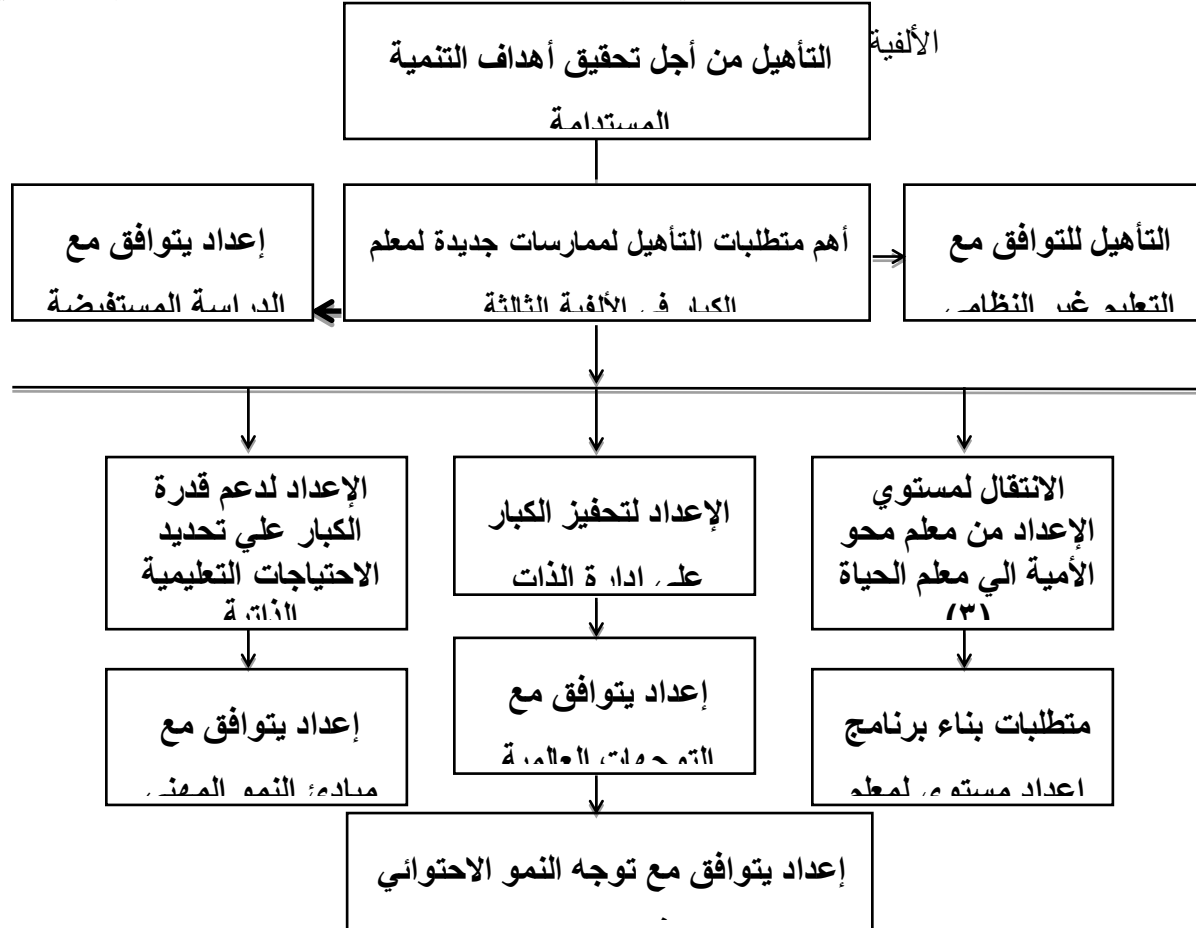 الألفية
التأهيل من أجل تحقيق أهداف التنمية
المستدامة
التأهيل للتوافق مع
التعليم غير النظامي
أهم متطلبات التأهيل لممارسات جديدة لمعلم
الكبار في الألفية الثالثة
إعداد يتوافق مع
الدراسة المستفيضة
الانتقال لمستوي
الإعداد من معلم محو
الأمية الي معلم الحياة
(٣)
الإعداد لتحفيز الكبار
على إدارة الذات
الإعداد لدعم قدرة
الكبار علي تحديد
الاحتياجات التعليمية
الذاتية
متطلبات بناء برنامج
إعداد مستوى لمعلم
إعداد يتوافق مع
التوجهات العالمية
إعداد يتوافق مع
مبادئ النمو المهني
إعداد يتوافق مع توجه النمو الاحتوائي